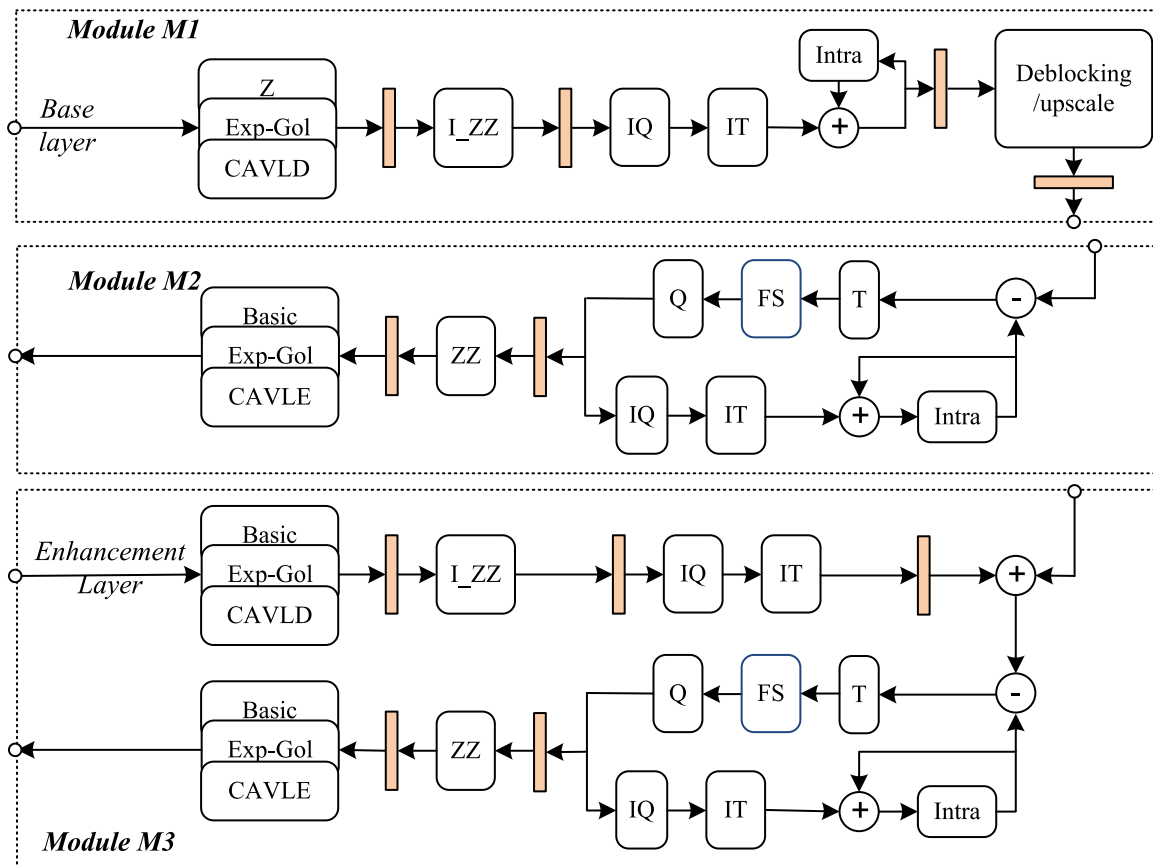 Module M1
Intra
Deblocking
/upscale
Base
layer
Z
Exp-Gol
CAVLD
I_ZZ
IQ
IT
+
Module M2
Basic
Exp-Gol
CAVLE
ZZ
Q
FS
T
-
IQ
IT
+
Intra
Enhancement
Layer
Basic
Exp-Gol
CAVLD
I_ZZ
IQ
IT
+
Basic
Exp-Gol
CAVLE
ZZ
Q
FS
T
-
IQ
IT
+
Intra
Module M3